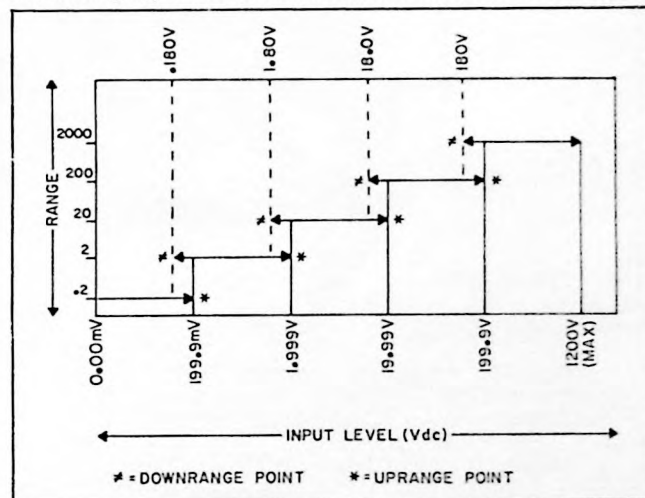 .180V
1.80V
18.0V
180V
RANGE
2000
≠
200
≠
*
20
≠
*
2
≠
*
.2
*
0.00mV
199.9mV
1.999V
19.99V
199.9V
1200V
(MAX)
INPUT LEVEL (Vdc)
≠ = DOWNRANGE POINT * = UPRANGE POINT